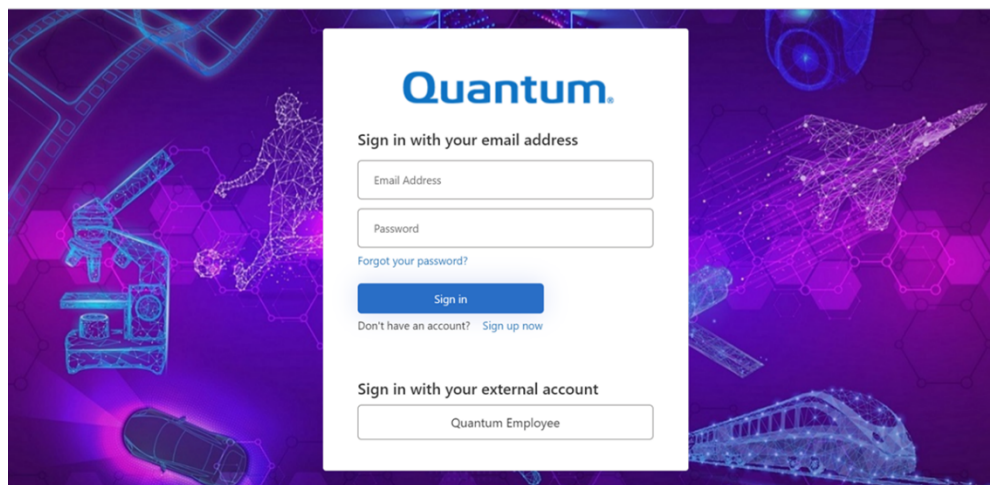 Quantum®
Sign in with your email address
Email Address
Password
Forgot your password?
Sign in
Don't have an account? Sign up now
Sign in with your external account
Quantum Employee